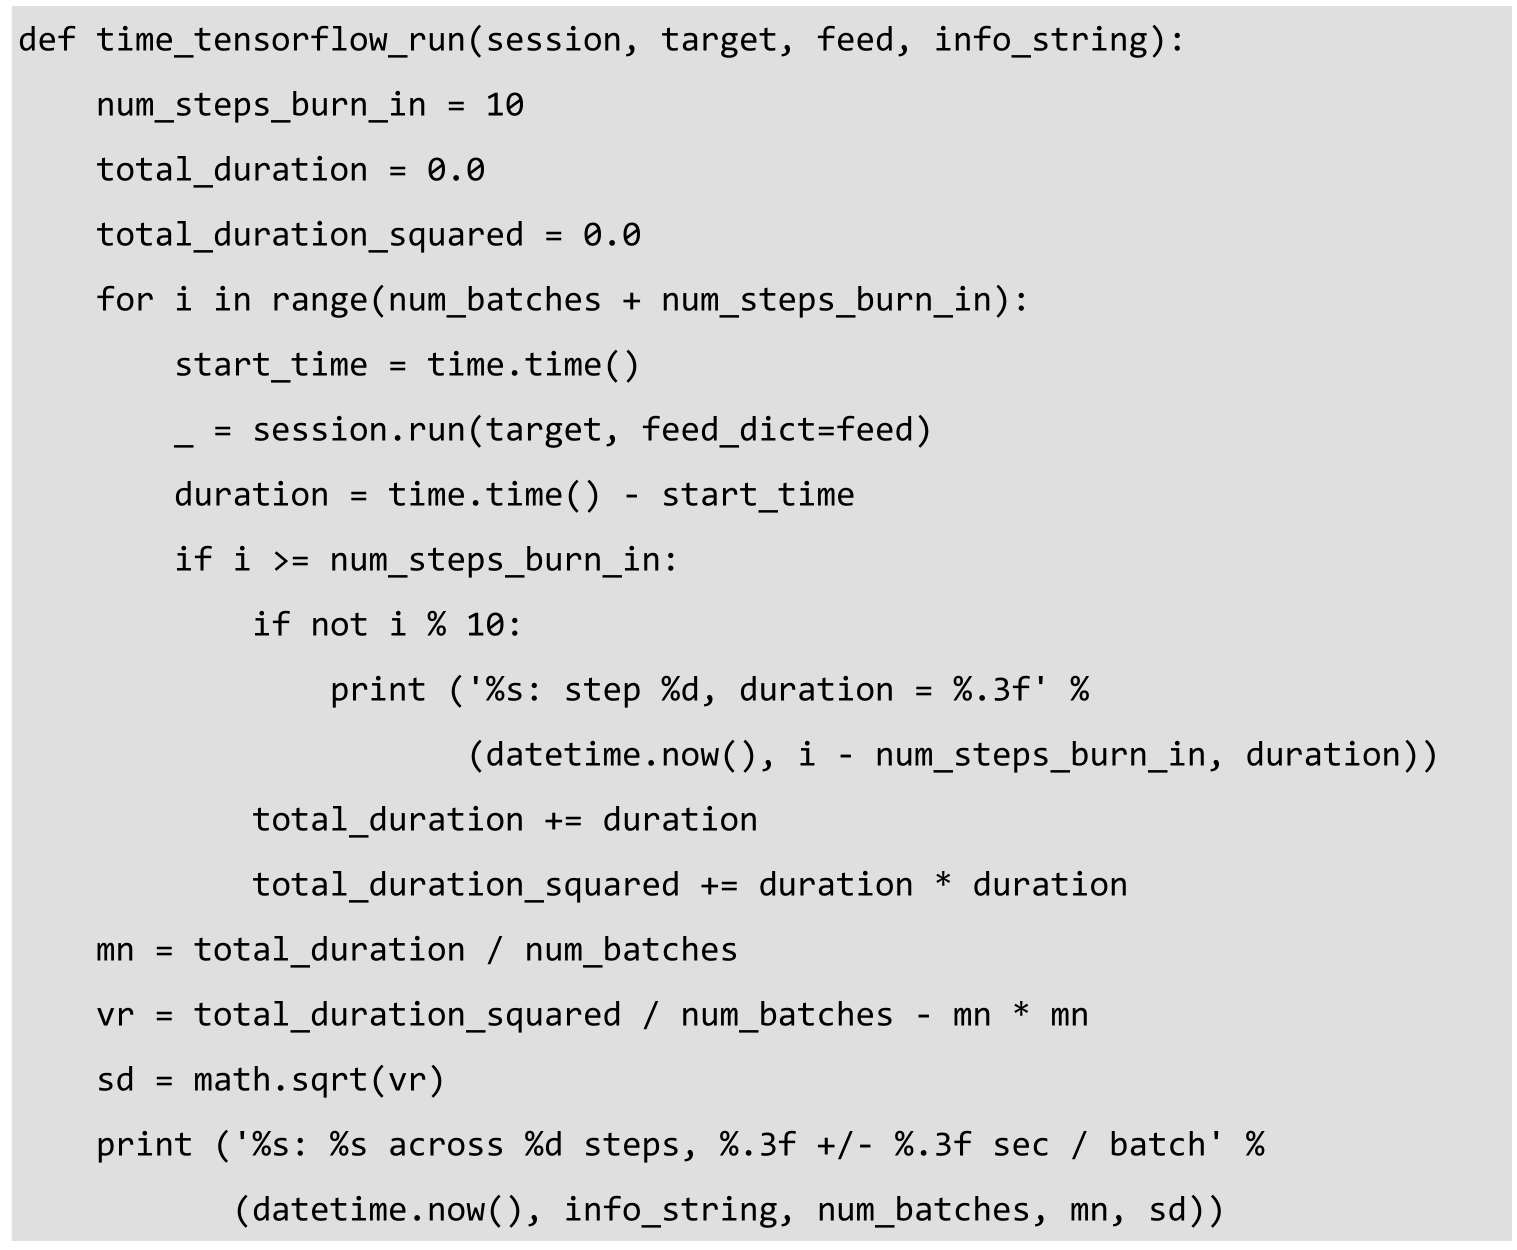 def time_tensorflow_run(session, target, feed, info_string):
    num_steps_burn_in = 10
    total_duration = 0.0
    total_duration_squared = 0.0
    for i in range(num_batches + num_steps_burn_in):
        start_time = time.time()
        _ = session.run(target, feed_dict=feed)
        duration = time.time() - start_time
        if i >= num_steps_burn_in:
            if not i % 10:
                print ('%s: step %d, duration = %.3f' %
                       (datetime.now(), i - num_steps_burn_in, duration))
            total_duration += duration
            total_duration_squared += duration * duration
    mn = total_duration / num_batches
    vr = total_duration_squared / num_batches - mn * mn
    sd = math.sqrt(vr)
    print ('%s: %s across %d steps, %.3f +/- %.3f sec / batch' %
           (datetime.now(), info_string, num_batches, mn, sd))